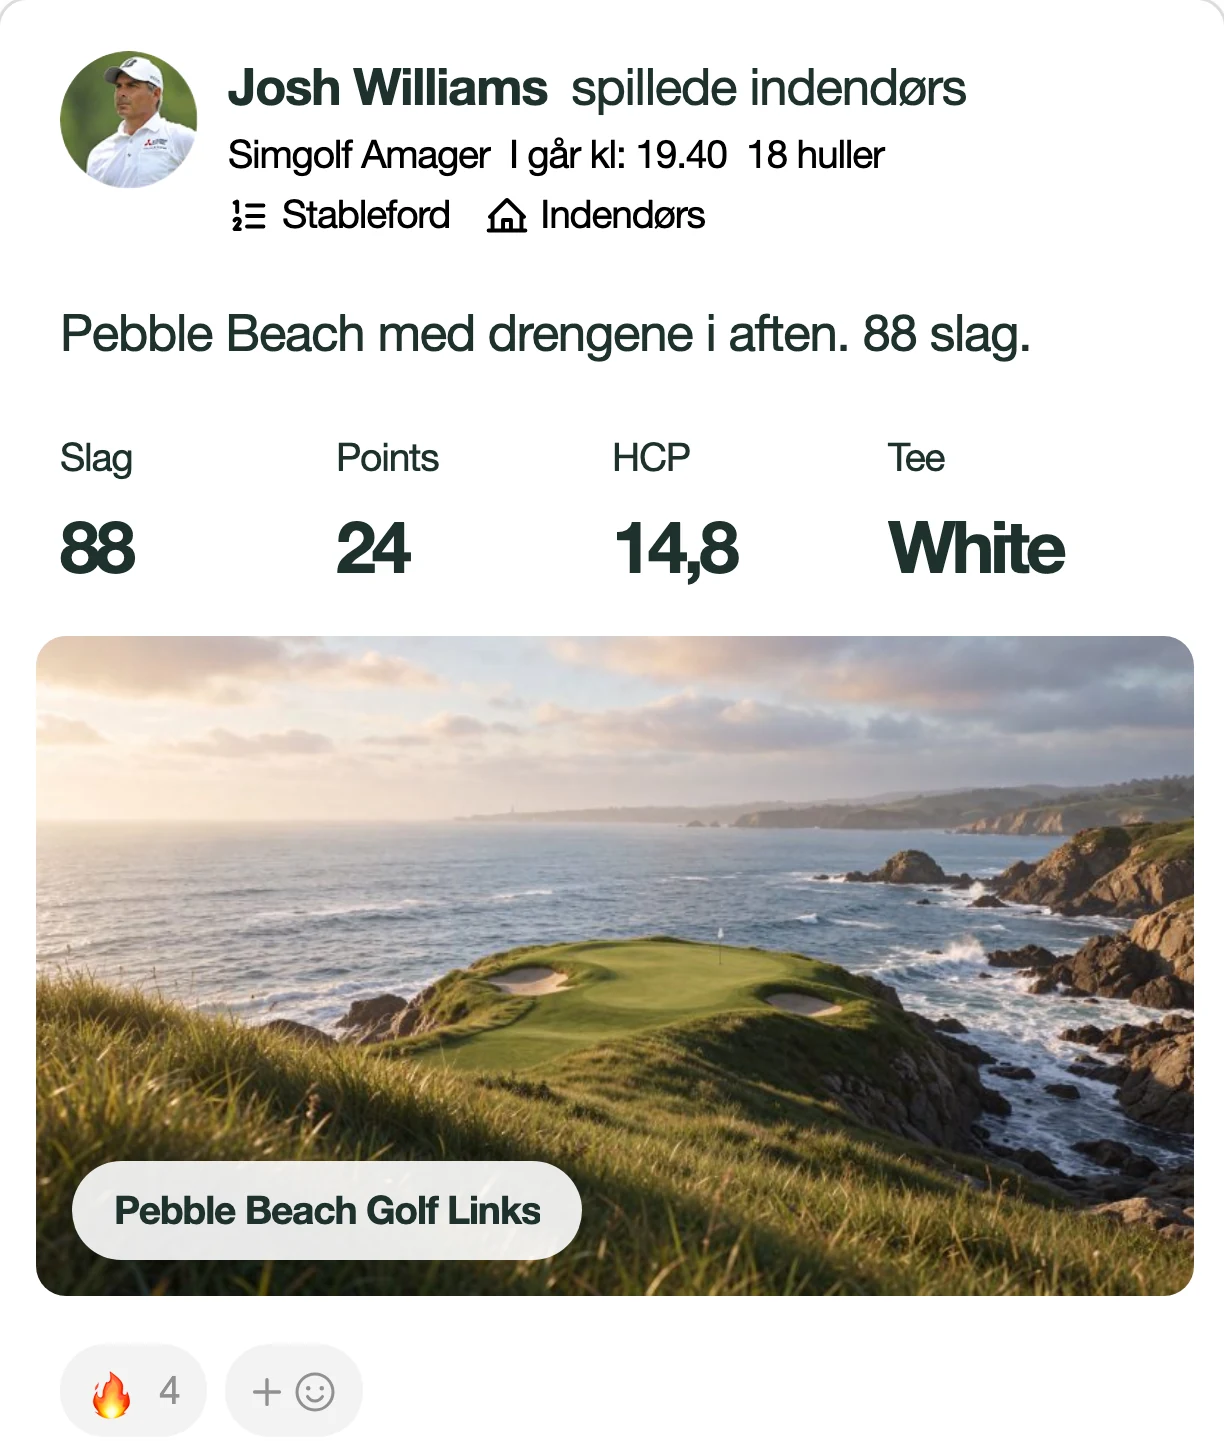 Josh Williams spillede indendørs
Simgolf Amager I går kl: 19.40 18 huller
Stableford Indendørs
Pebble Beach med drengene i aften. 88 slag.
Slag Points HCP Tee
88 24 14,8 White
Pebble Beach Golf Links
4